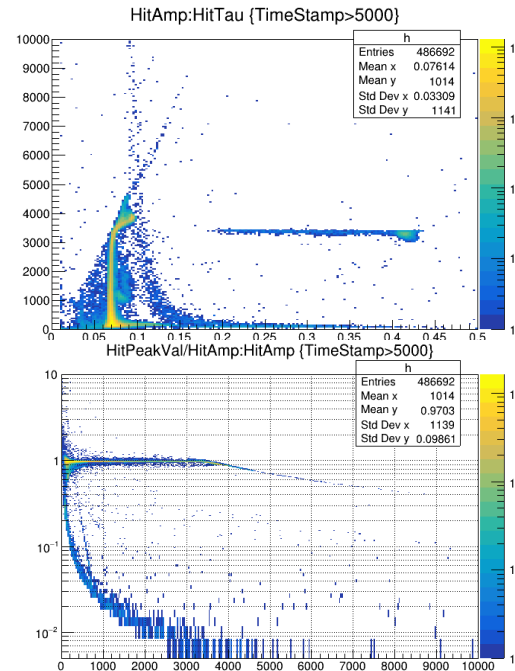 HitAmp:HitTau {TimeStamp>5000}
h
Entries 486692
Mean x 0.07614
Mean y 1014
Std Dev x 0.03309
Std Dev y 1141
10000
9000
8000
7000
6000
5000
4000
3000
2000
1000
0
0 0.05 0.1 0.15 0.2 0.25 0.3 0.35 0.4 0.45 0.5
1
1
1
1
HitPeakVal/HitAmp:HitAmp {TimeStamp>5000}
h
Entries 486692
Mean x 1014
Mean y 0.9703
Std Dev x 1139
Std Dev y 0.09861
10
1
10⁻¹
10⁻²
0 1000 2000 3000 4000 5000 6000 7000 8000 9000 10000
1
1
1
1